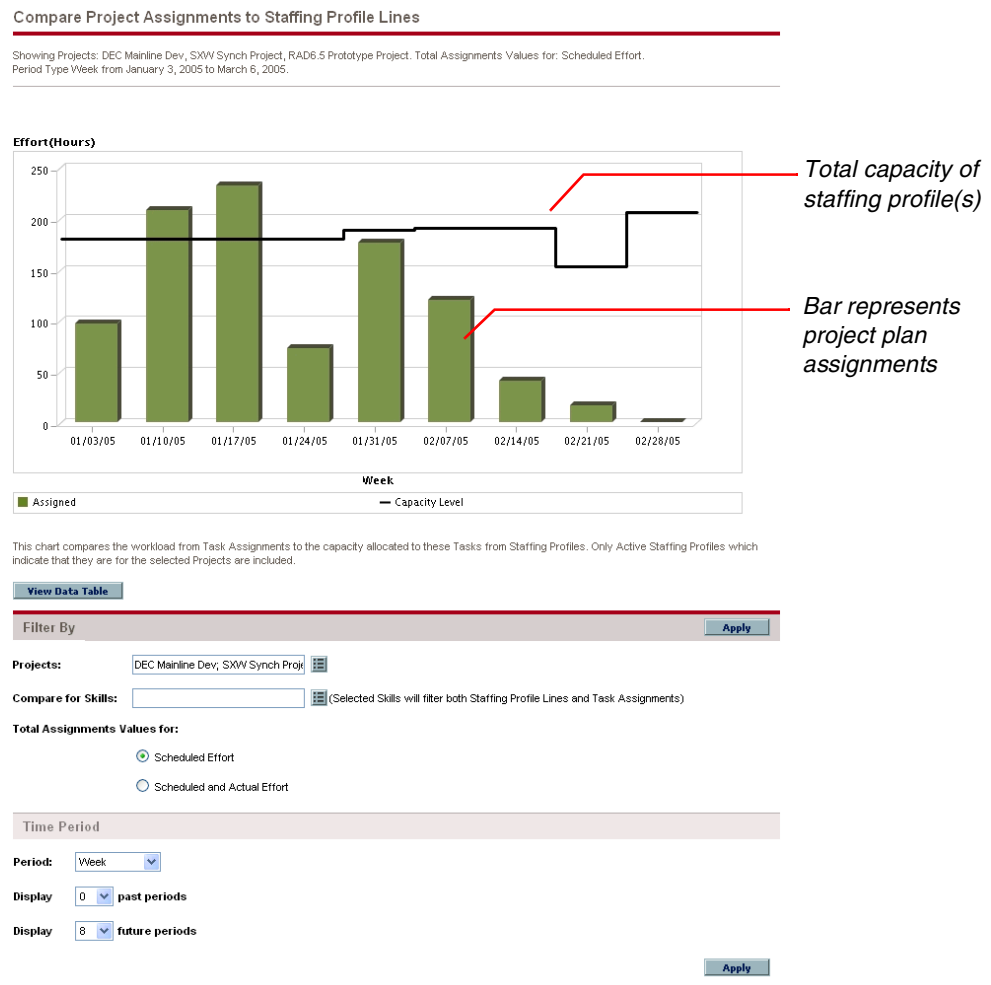 Compare Project Assignments to Staffing Profile Lines
Showing Projects: DEC Mainline Dev, SXW Synch Project, RAD6.5 Prototype Project. Total Assignments Values for: Scheduled Effort.
Period Type Week from January 3, 2005 to March 6, 2005.
Effort(Hours)
250
200
150
100
50
0
01/03/05 01/10/05 01/17/05 01/24/05 01/31/05 02/07/05 02/14/05 02/21/05 02/28/05
Week
Assigned Capacity Level
Total capacity of
staffing profile(s)
Bar represents
project plan
assignments
This chart compares the workload from Task Assignments to the capacity allocated to these Tasks from Staffing Profiles. Only Active Staffing Profiles which
indicate that they are for the selected Projects are included.
View Data Table
Filter By Apply
Projects: DEC Mainline Dev; SXW Synch Proje
Compare for Skills: (Selected Skills will filter both Staffing Profile Lines and Task Assignments)
Total Assignments Values for:
Scheduled Effort
Scheduled and Actual Effort
Time Period
Period: Week
Display 0 past periods
Display 8 future periods
Apply